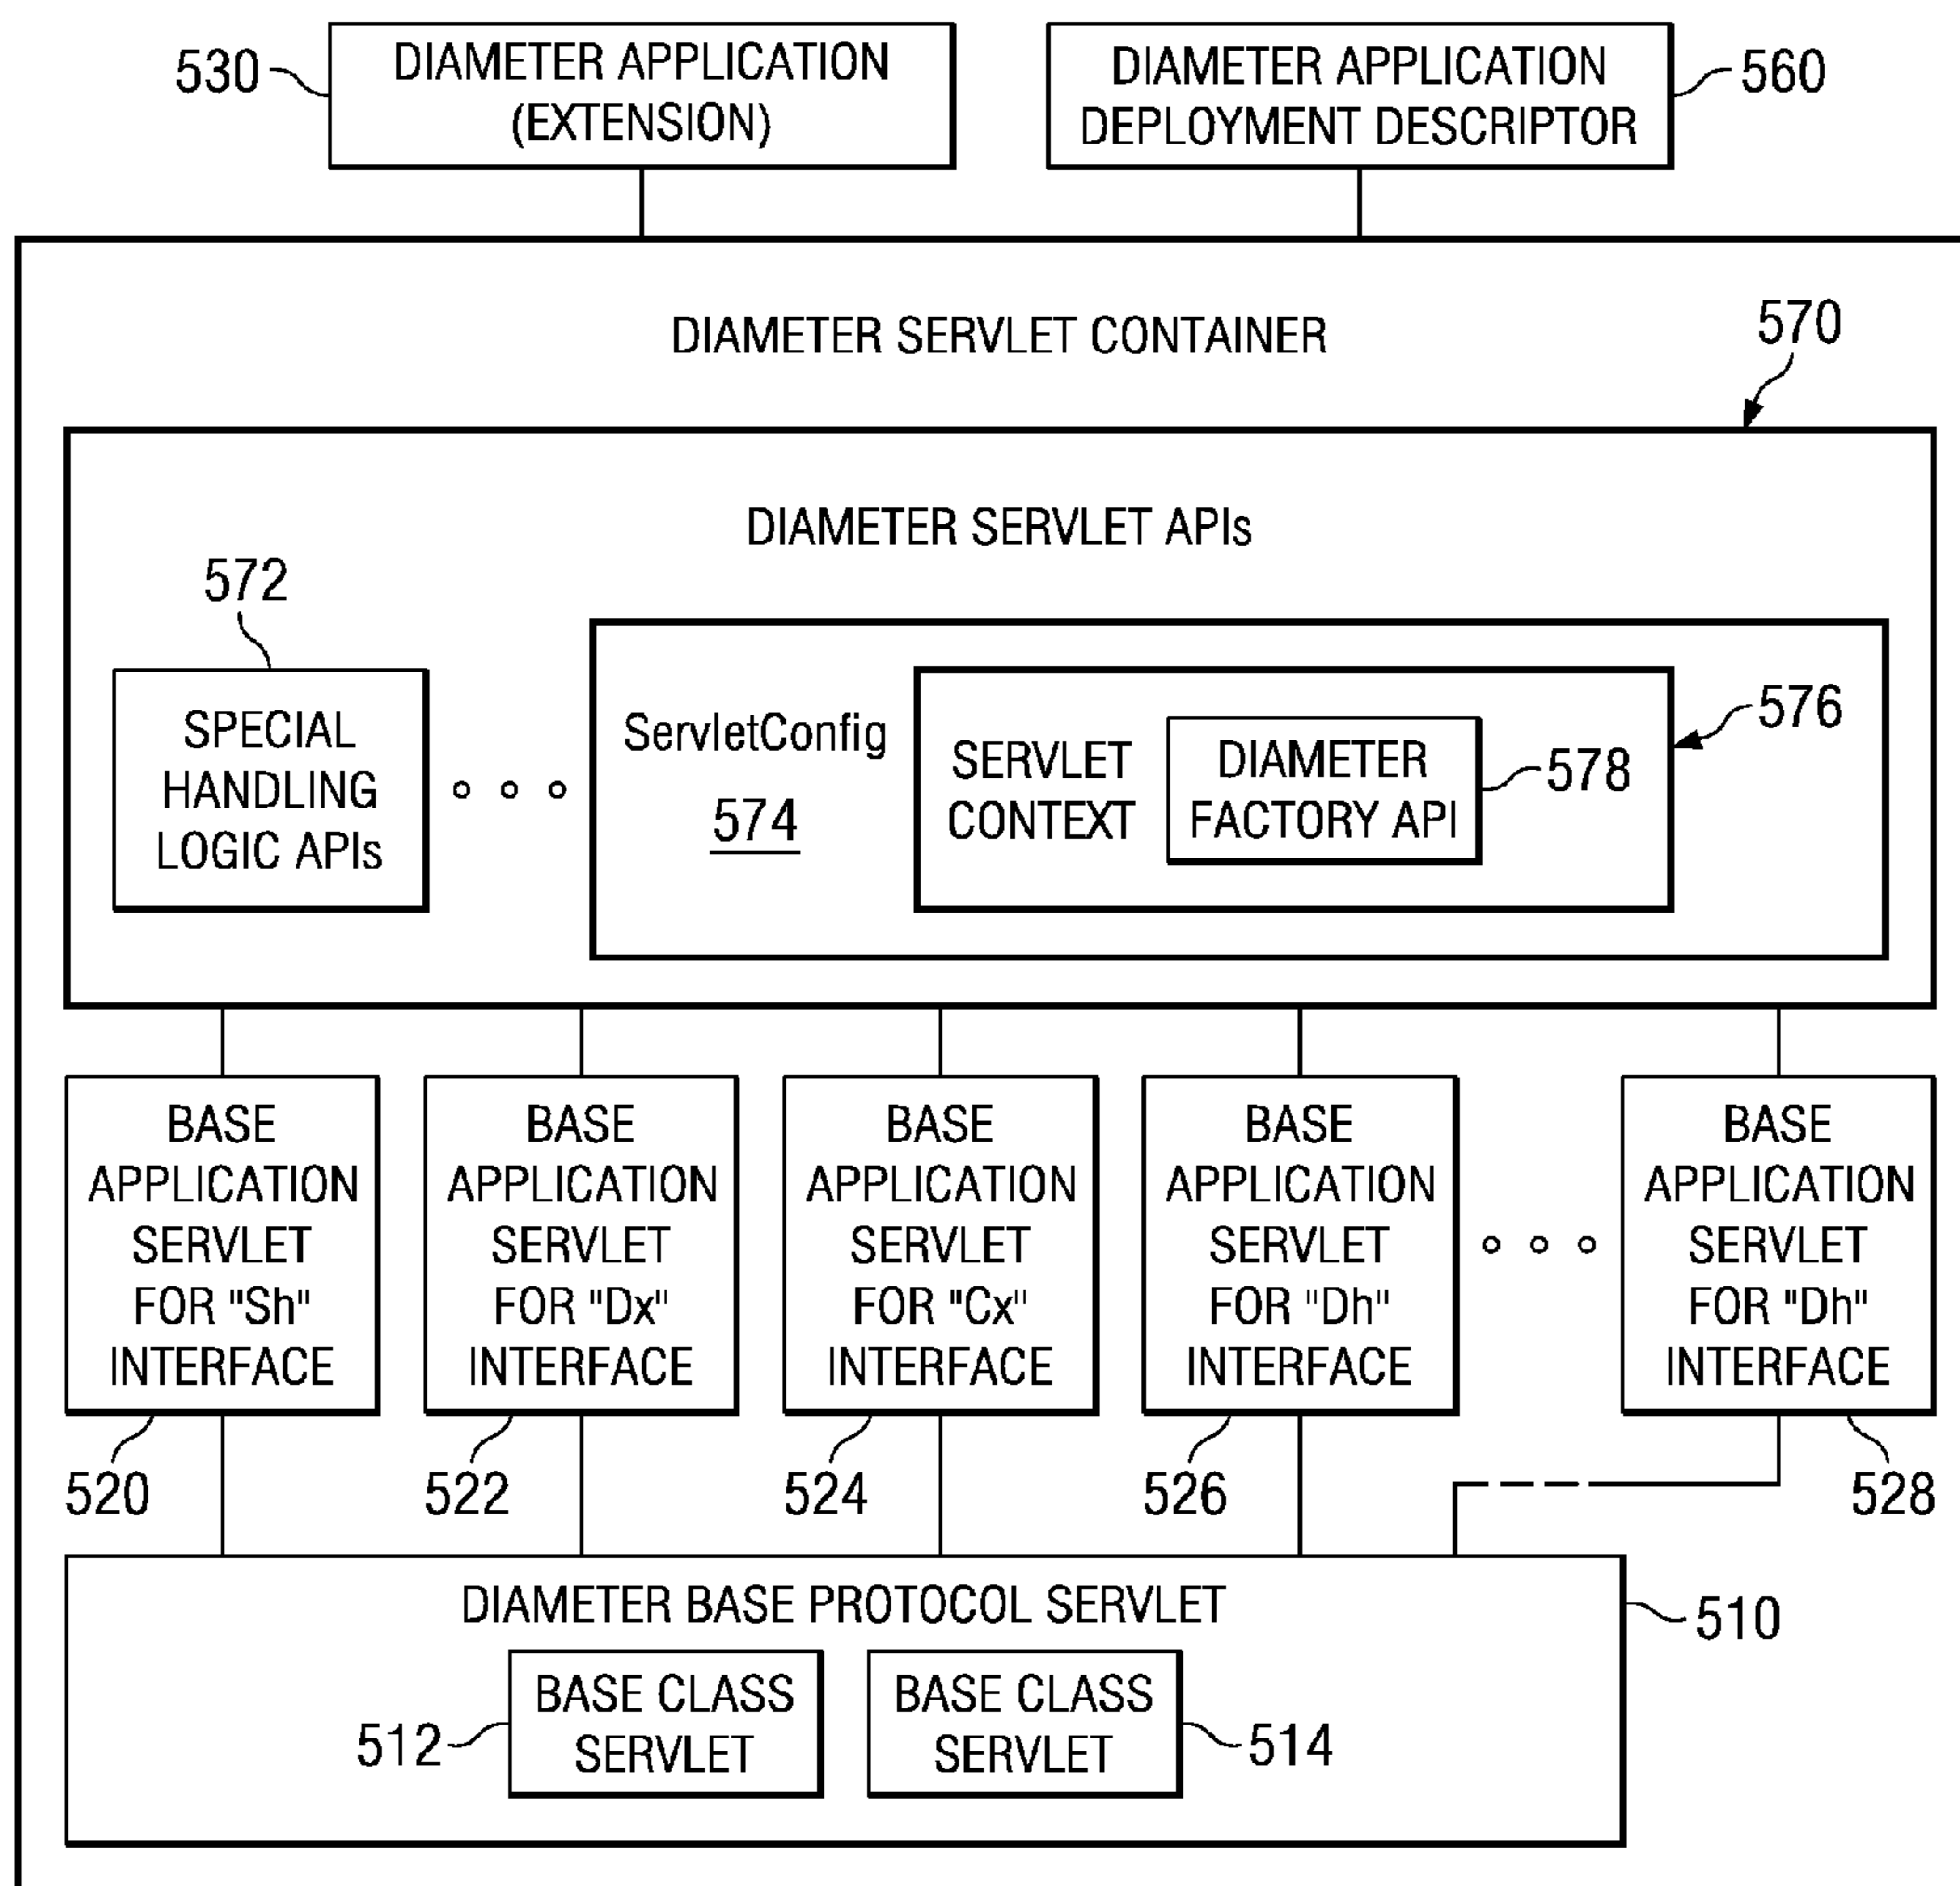 530
DIAMETER APPLICATION
(EXTENSION)
DIAMETER APPLICATION
DEPLOYMENT DESCRIPTOR
560
DIAMETER SERVLET CONTAINER
570
DIAMETER SERVLET APIs
572
SPECIAL
HANDLING
LOGIC APIs
ServletConfig
574
SERVLET
CONTEXT
DIAMETER
FACTORY API
578
576
BASE
APPLICATION
SERVLET
FOR "Sh"
INTERFACE
520
BASE
APPLICATION
SERVLET
FOR "Dx"
INTERFACE
522
BASE
APPLICATION
SERVLET
FOR "Cx"
INTERFACE
524
BASE
APPLICATION
SERVLET
FOR "Dh"
INTERFACE
526
BASE
APPLICATION
SERVLET
FOR "Dh"
INTERFACE
528
DIAMETER BASE PROTOCOL SERVLET
510
512
BASE CLASS
SERVLET
BASE CLASS
SERVLET
514